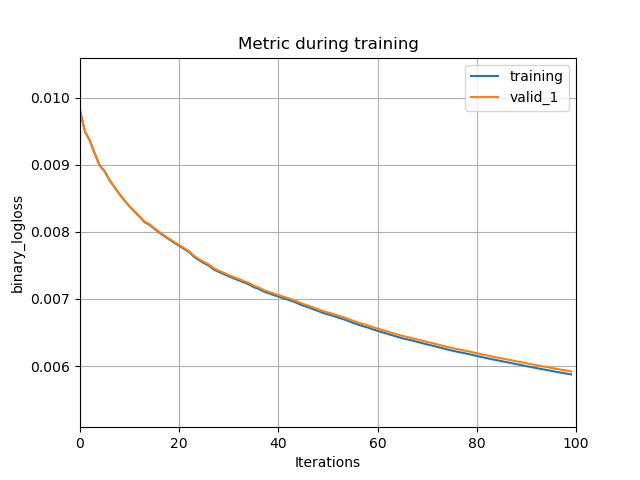 Metric during training
training
valid_1
0.010
0.009
0.008
0.007
0.006
binary_logloss
0 20 40 60 80 100
Iterations